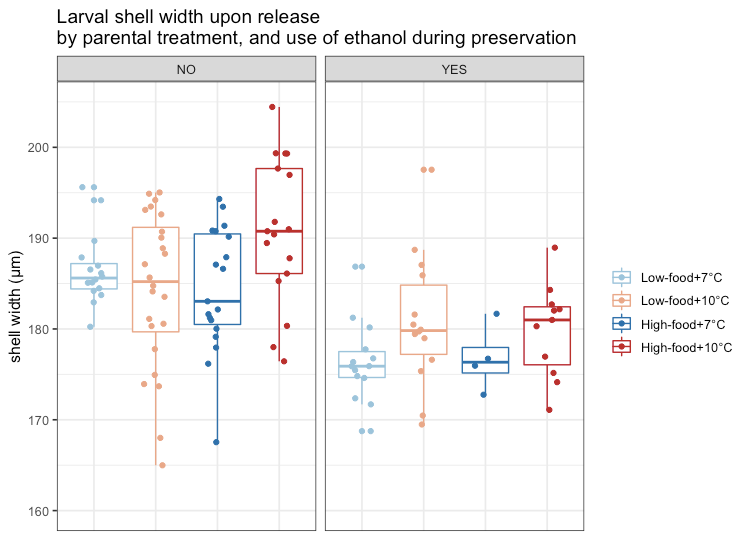 Larval shell width upon release
by parental treatment, and use of ethanol during preservation
NO
YES
200
190
180
170
160
shell width (μm)
Low-food+7°C
Low-food+10°C
High-food+7°C
High-food+10°C